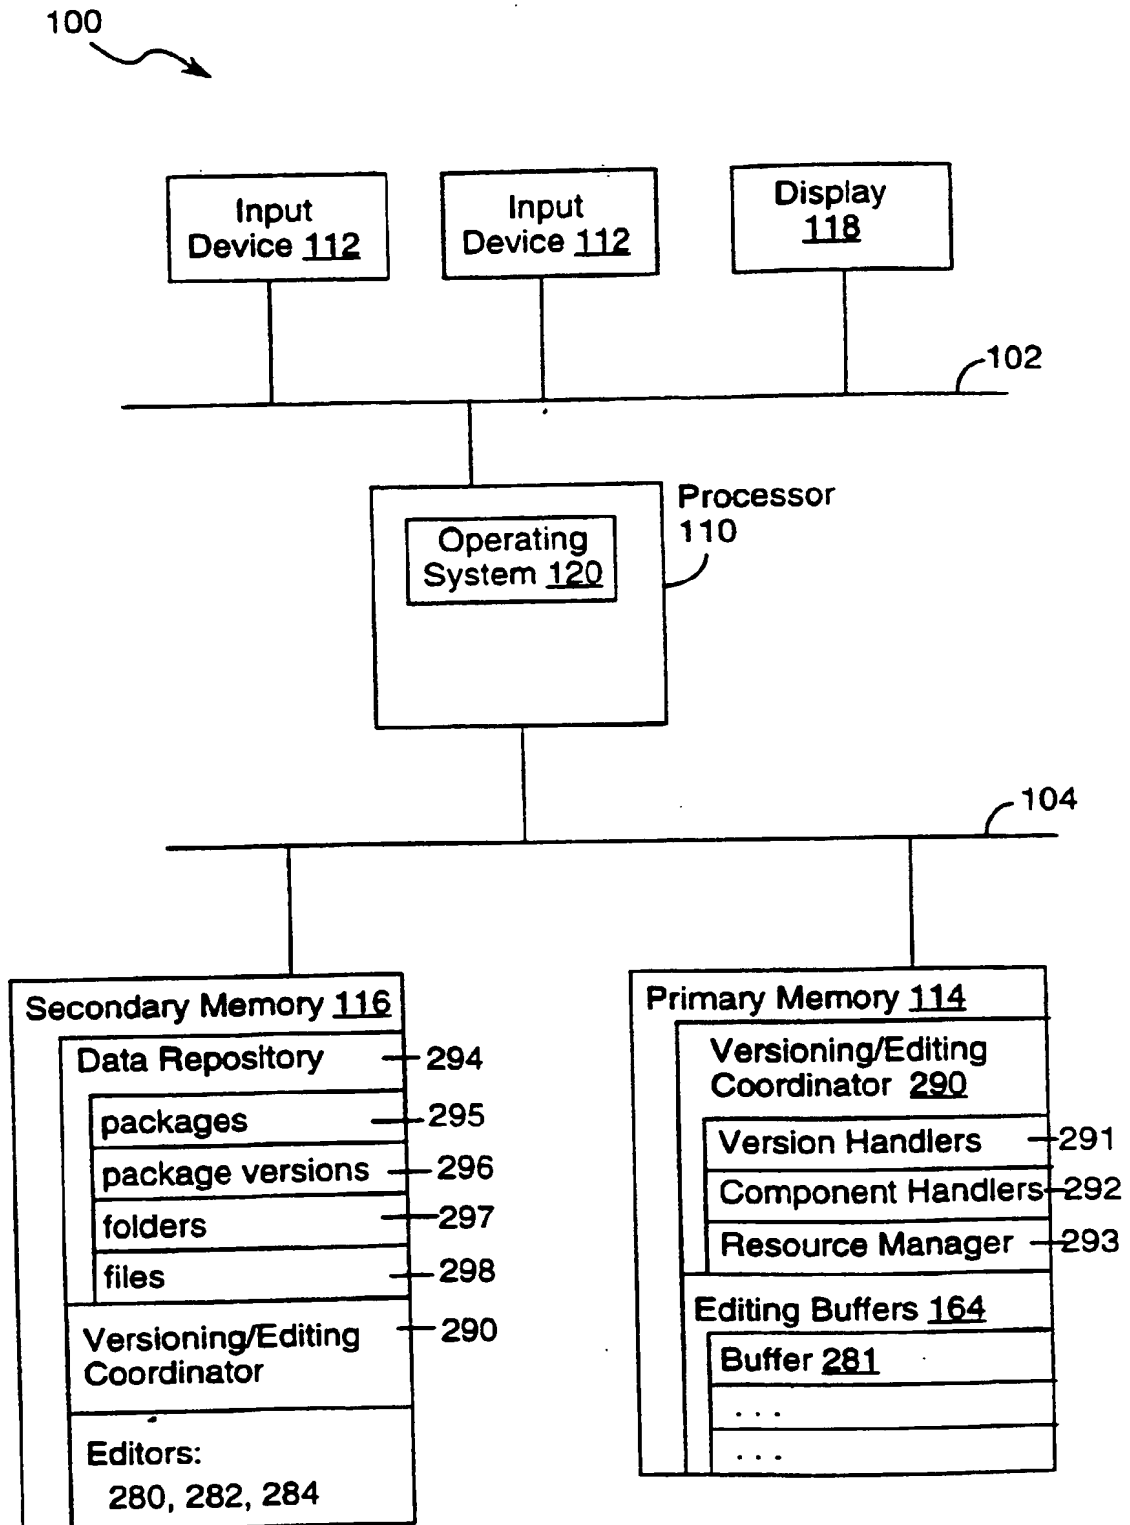 100
Input
Device 112
Input
Device 112
Display
118
102
Processor
110
Operating
System 120
104
Secondary Memory 116
Data Repository
294
packages
295
package versions
296
folders
297
files
298
Versioning/Editing
Coordinator
290
Editors:
280, 282, 284
Primary Memory 114
Versioning/Editing
Coordinator 290
Version Handlers
291
Component Handlers
292
Resource Manager
293
Editing Buffers 164
Buffer 281
. . .
. . .